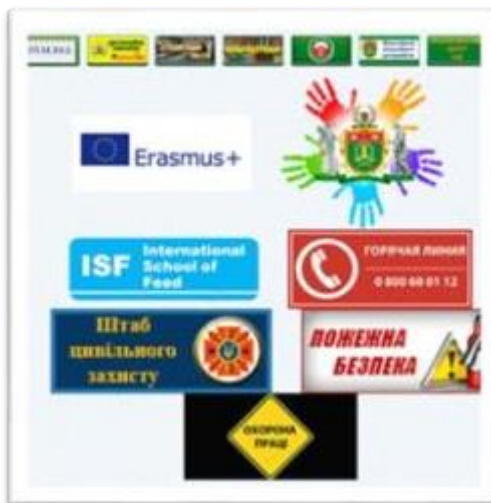 Erasmus+
ISF
International
School of
Feed
ГОРЯЧАЯ ЛИНИЯ
0 800 60 01 12
Штаб
цивільного
захисту
ПОЖЕЖНА
БЕЗПЕКА
ОХОРОНА
ПРАЦІ